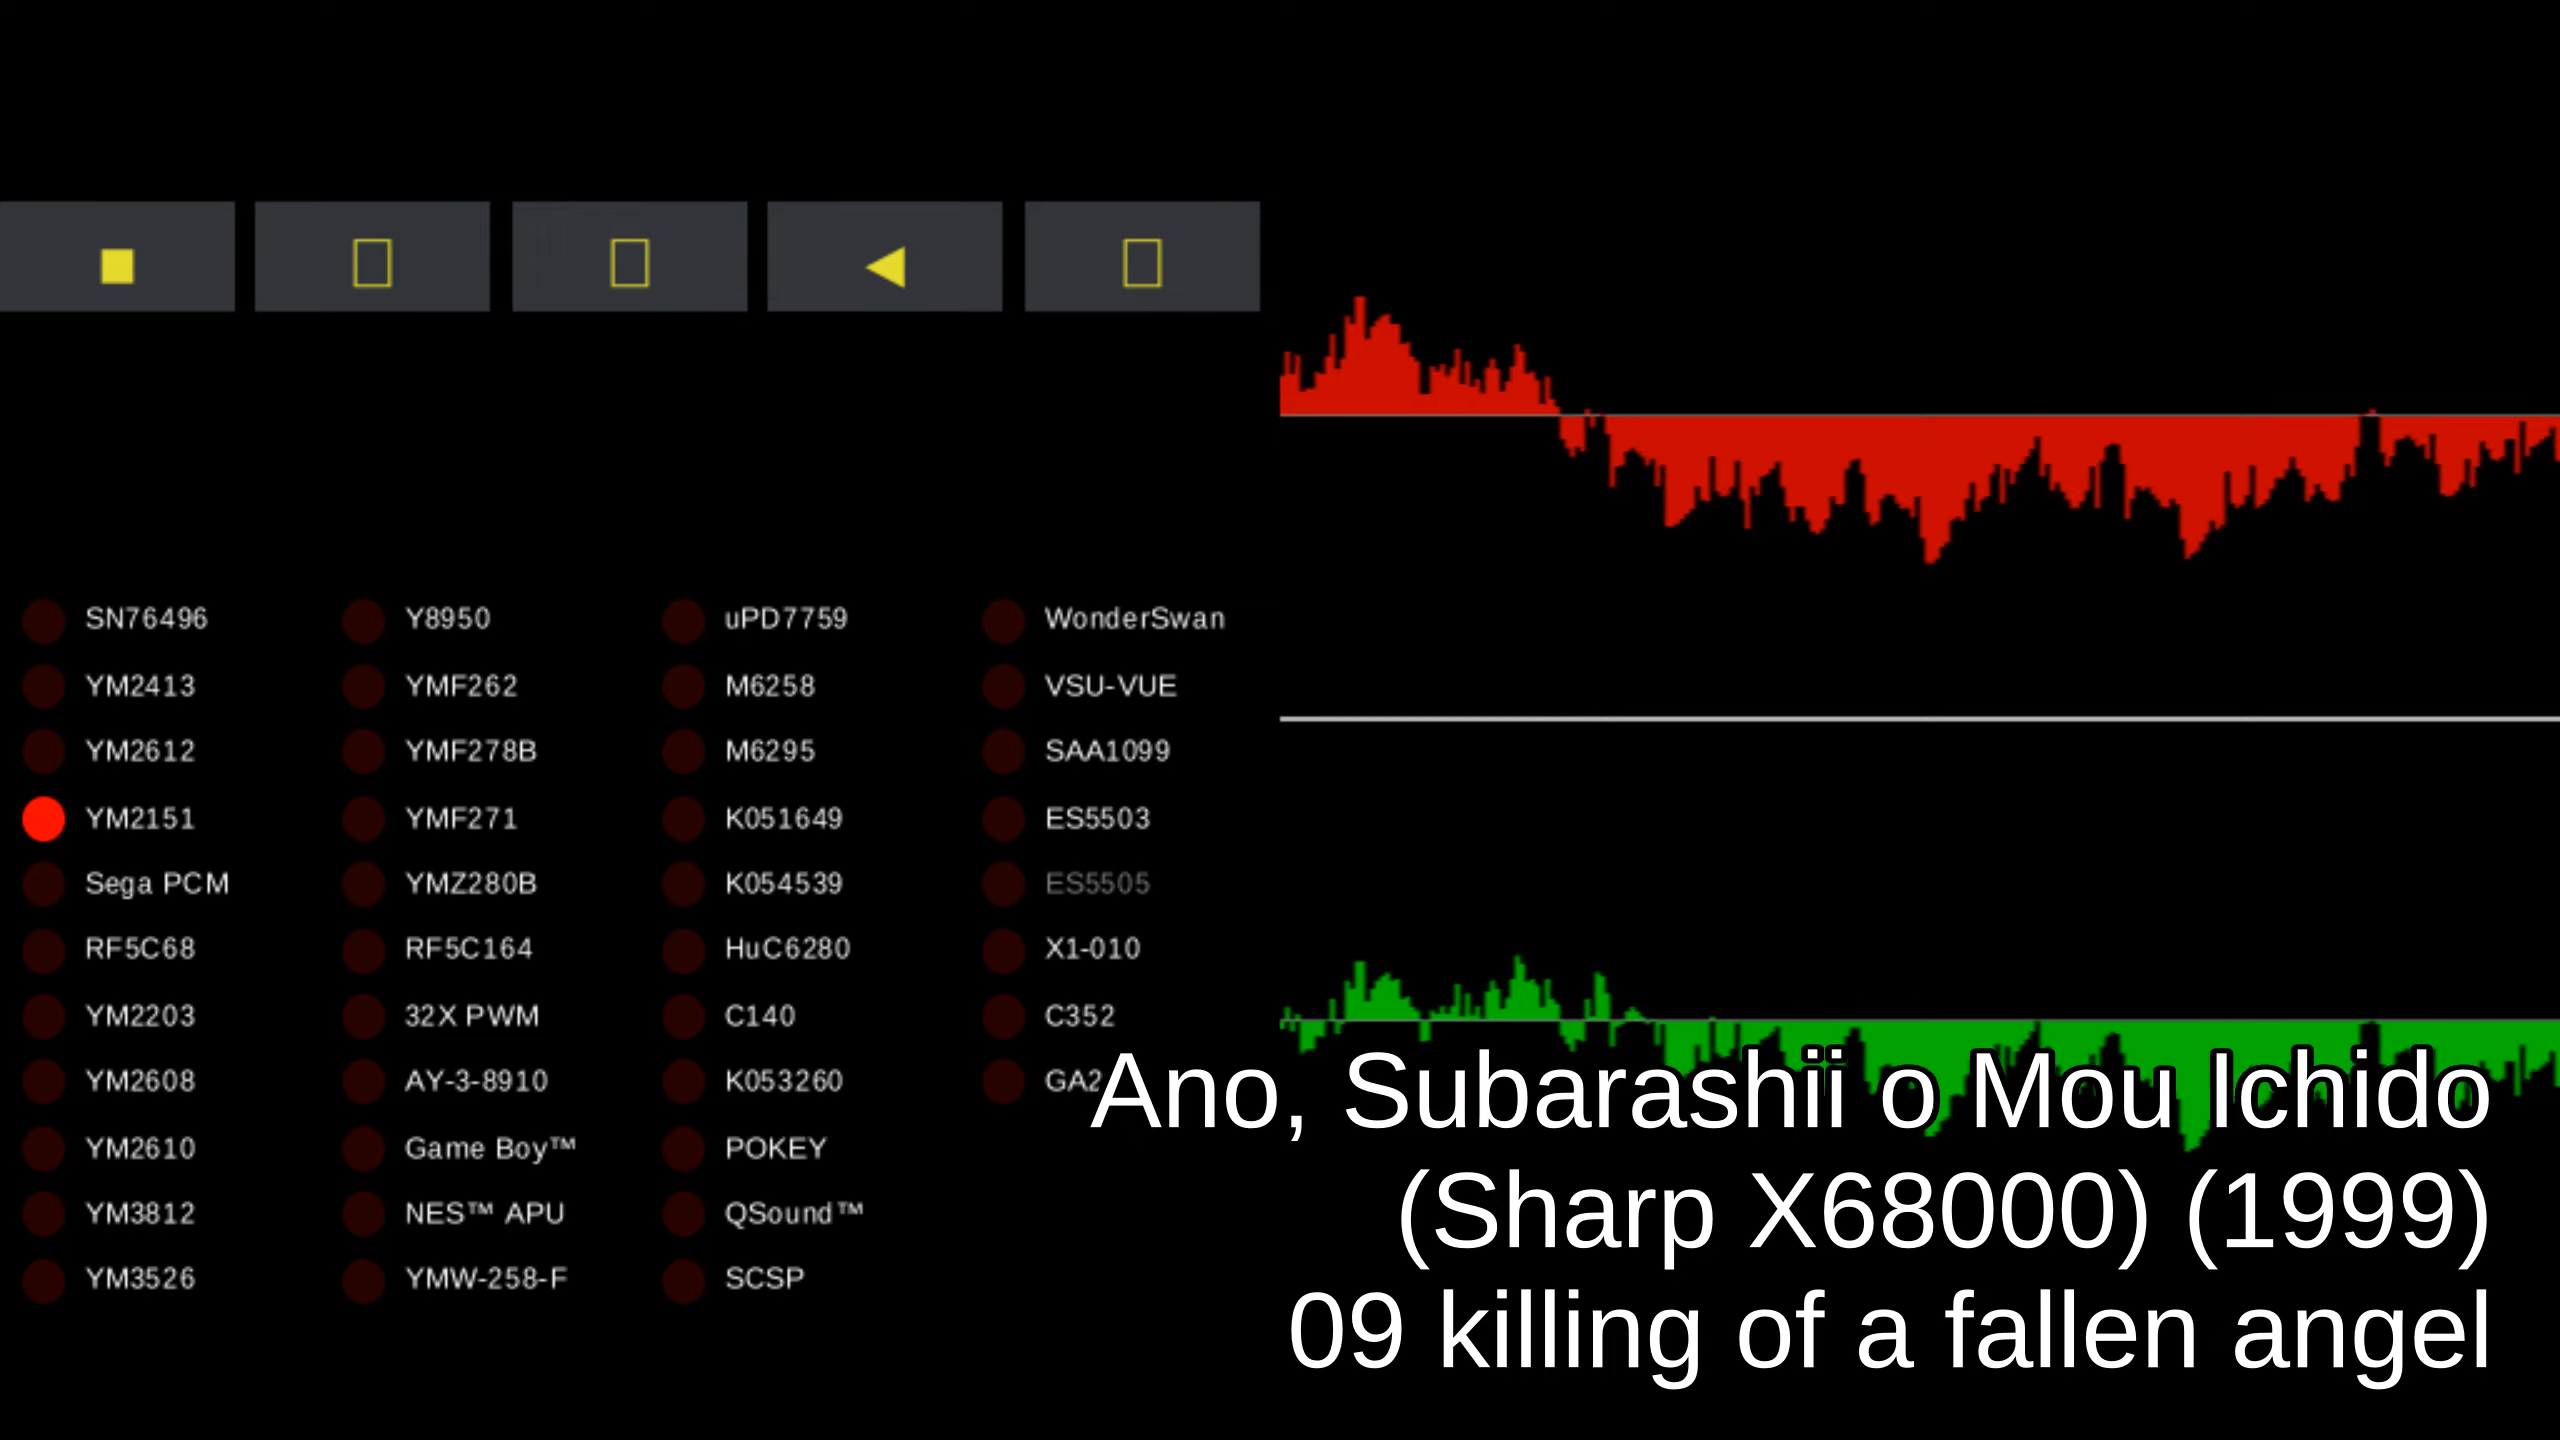 SN76496
YM2413
YM2612
YM2151
Sega PCM
RF5C68
YM2203
YM2608
YM2610
YM3812
YM3526
Y8950
YMF262
YMF278B
YMF271
YMZ280B
RF5C164
32X PWM
AY-3-8910
Game Boy™
NES™ APU
YMW-258-F
uPD7759
M6258
M6295
K051649
K054539
HuC6280
C140
K053260
POKEY
QSound™
SCSP
WonderSwan
VSU-VUE
SAA1099
ES5503
ES5505
X1-010
C352
Ano, Subarashii o Mou Ichido
(Sharp X68000) (1999)
09 killing of a fallen angel